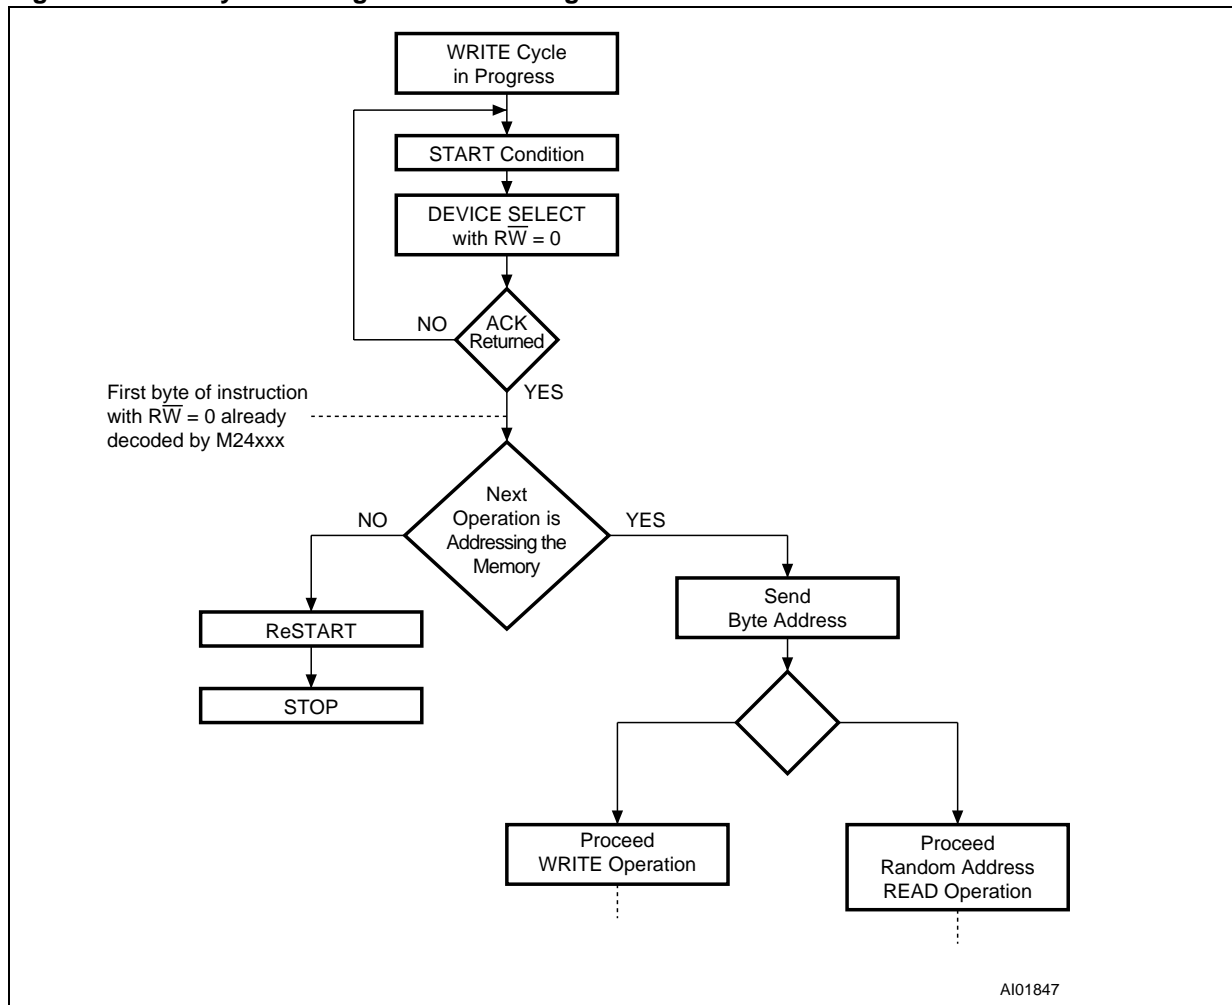 WRITE Cycle
in Progress
START Condition
DEVICE SELECT
with RW̅ = 0
NO
ACK
Returned
YES
First byte of instruction
with RW̅ = 0 already
decoded by M24xxx
Next
Operation is
Addressing the
Memory
NO
YES
Send
Byte Address
ReSTART
STOP
Proceed
WRITE Operation
Proceed
Random Address
READ Operation
AI01847